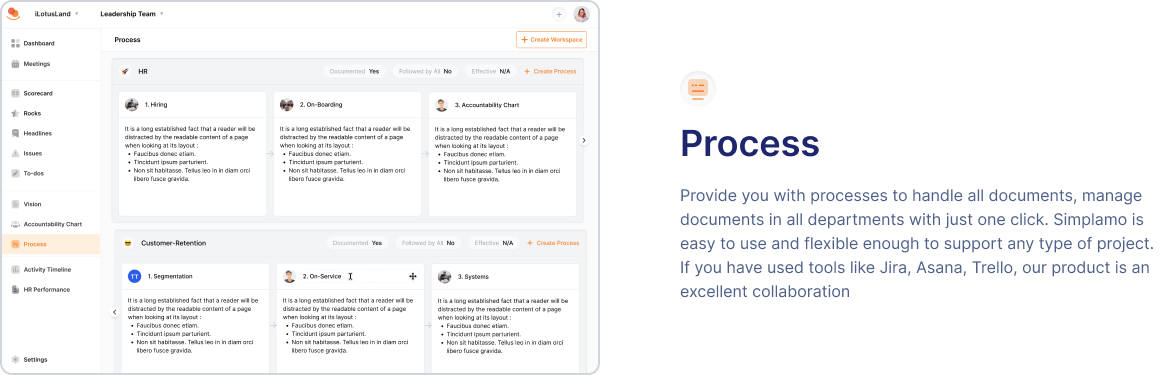 iLotusLand
Leadership Team
Dashboard
Meetings
Scorecard
Rocks
Headlines
Issues
To-dos
Vision
Accountability Chart
Process
Activity Timeline
HR Performance
Settings
Process
Create Workspace
HR
Documented Yes
Followed by All No
Effective N/A
Create Process
1. Hiring
It is a long established fact that a reader will be
distracted by the readable content of a page
when looking at its layout :
• Faucibus donec etiam.
• Tincidunt impsum parturient.
• Non sit habitasse. Tellus leo in in diam orci
libero fusce gravida.
2. On-Boarding
It is a long established fact that a reader will be
distracted by the readable content of a page
when looking at its layout :
• Faucibus donec etiam.
• Tincidunt impsum parturient.
• Non sit habitasse. Tellus leo in in diam orci
libero fusce gravida.
3. Accountability Chart
It is a long established fact that a reader will be
distracted by the readable content of a page
when looking at its layout :
• Faucibus donec etiam.
• Tincidunt impsum parturient.
• Non sit habitasse. Tellus leo in in diam orci
libero fusce gravida.
Customer-Retention
Documented Yes
Followed by All No
Effective N/A
Create Process
TT
1. Segmentation
It is a long established fact that a reader will be
distracted by the readable content of a page
when looking at its layout :
• Faucibus donec etiam.
• Tincidunt impsum parturient.
• Non sit habitasse. Tellus leo in in diam orci
libero fusce gravida.
2. On-Service
It is a long established fact that a reader will be
distracted by the readable content of a page
when looking at its layout :
• Faucibus donec etiam.
• Tincidunt impsum parturient.
• Non sit habitasse. Tellus leo in in diam orci
libero fusce gravida.
3. Systems
It is a long established fact that a reader will be
distracted by the readable content of a page
when looking at its layout :
• Faucibus donec etiam.
• Tincidunt impsum parturient.
• Non sit habitasse. Tellus leo in in diam orci
libero fusce gravida.
Process
Provide you with processes to handle all documents, manage
documents in all departments with just one click. Simplamo is
easy to use and flexible enough to support any type of project.
If you have used tools like Jira, Asana, Trello, our product is an
excellent collaboration